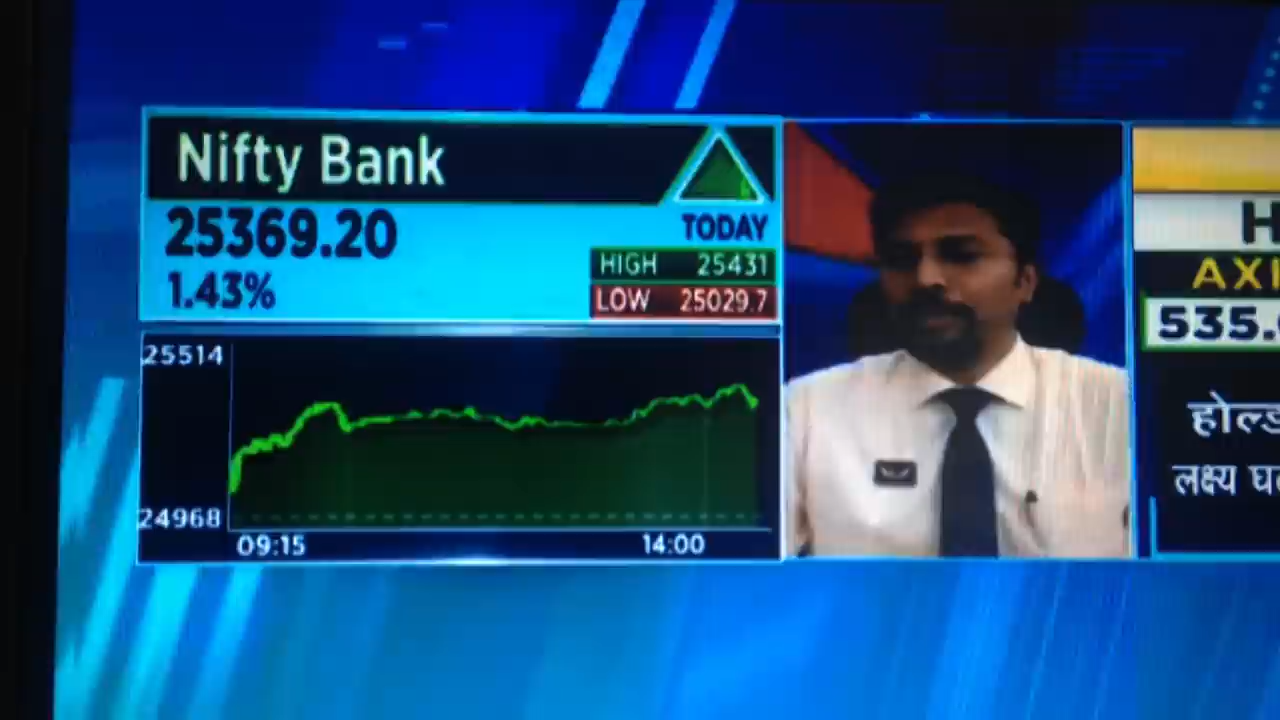 Nifty Bank
25369.20
1.43%
TODAY
HIGH 25431
LOW 25029.7
25514
24968
09:15
14:00
H
AXI
535.
लक्ष्य